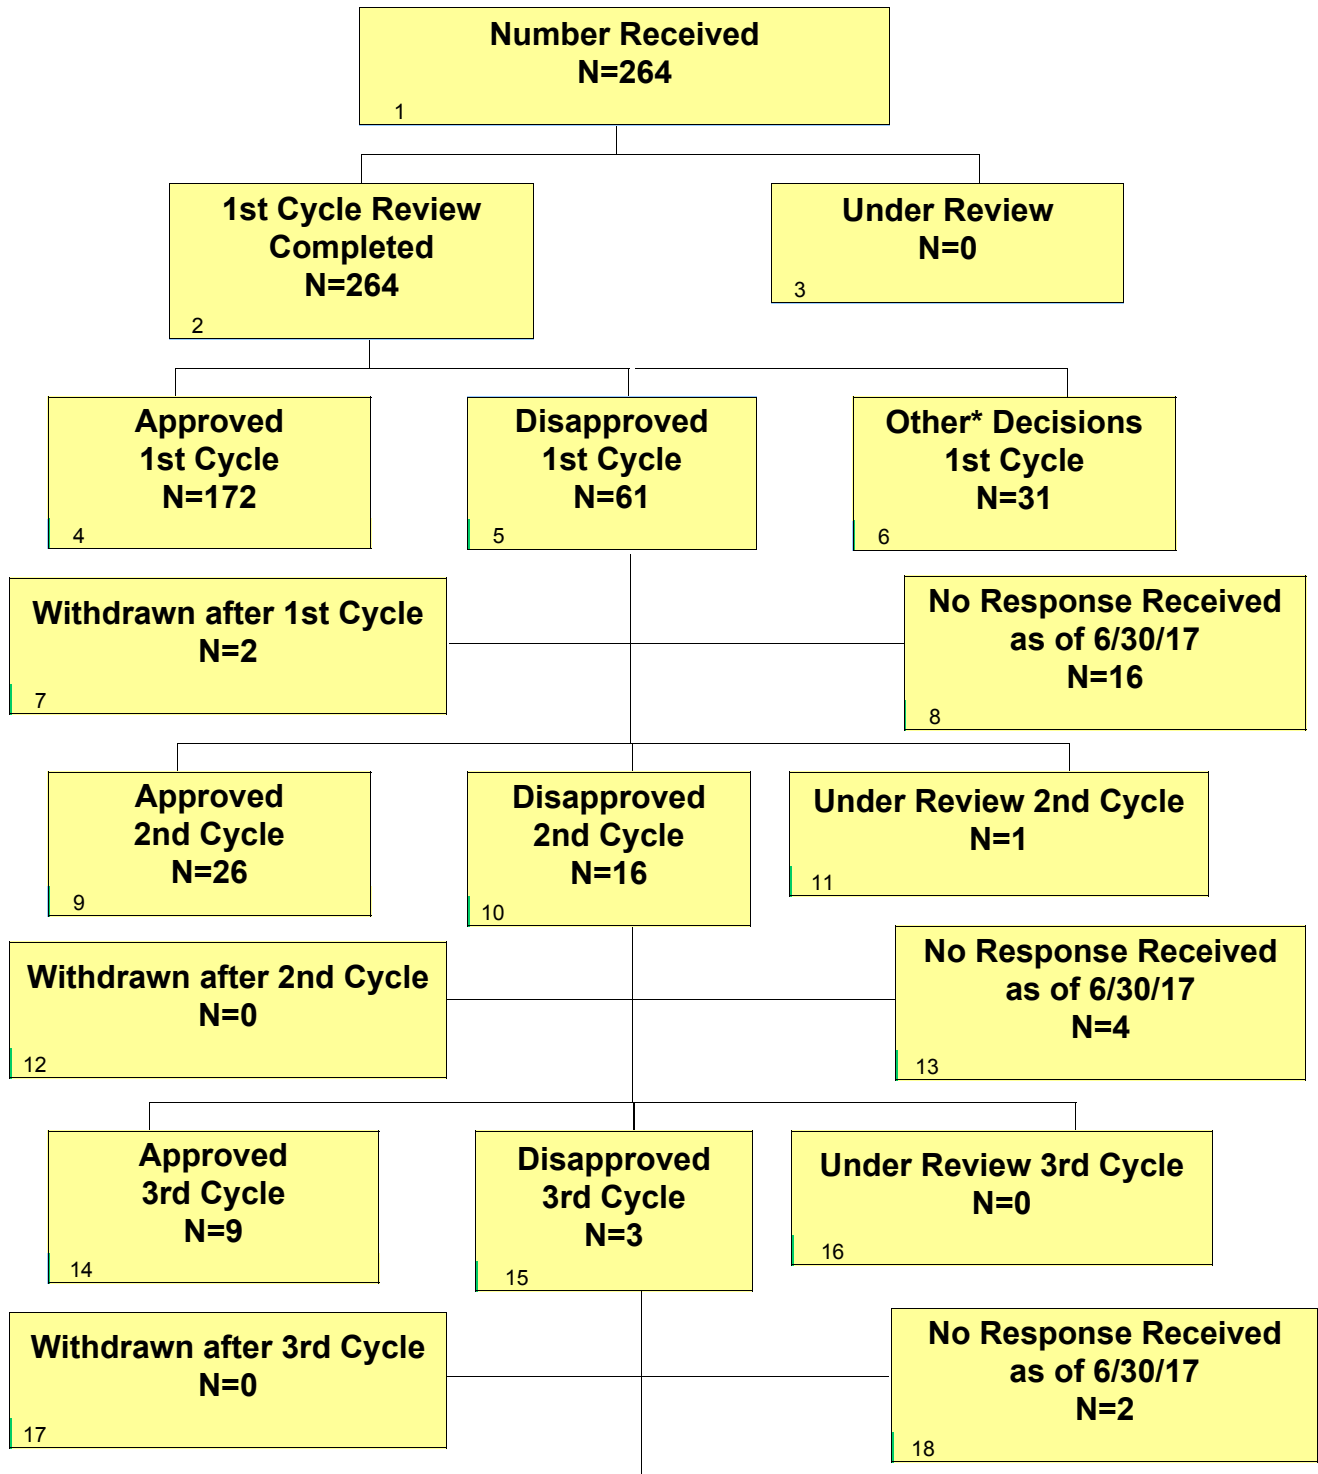 Number Received
N=264
1
1st Cycle Review
Completed
N=264
2
Under Review
N=0
3
Approved
1st Cycle
N=172
4
Disapproved
1st Cycle
N=61
5
Other* Decisions
1st Cycle
N=31
6
Withdrawn after 1st Cycle
N=2
7
No Response Received
as of 6/30/17
N=16
8
Approved
2nd Cycle
N=26
9
Disapproved
2nd Cycle
N=16
10
Under Review 2nd Cycle
N=1
11
Withdrawn after 2nd Cycle
N=0
12
No Response Received
as of 6/30/17
N=4
13
Approved
3rd Cycle
N=9
14
Disapproved
3rd Cycle
N=3
15
Under Review 3rd Cycle
N=0
16
Withdrawn after 3rd Cycle
N=0
17
No Response Received
as of 6/30/17
N=2
18